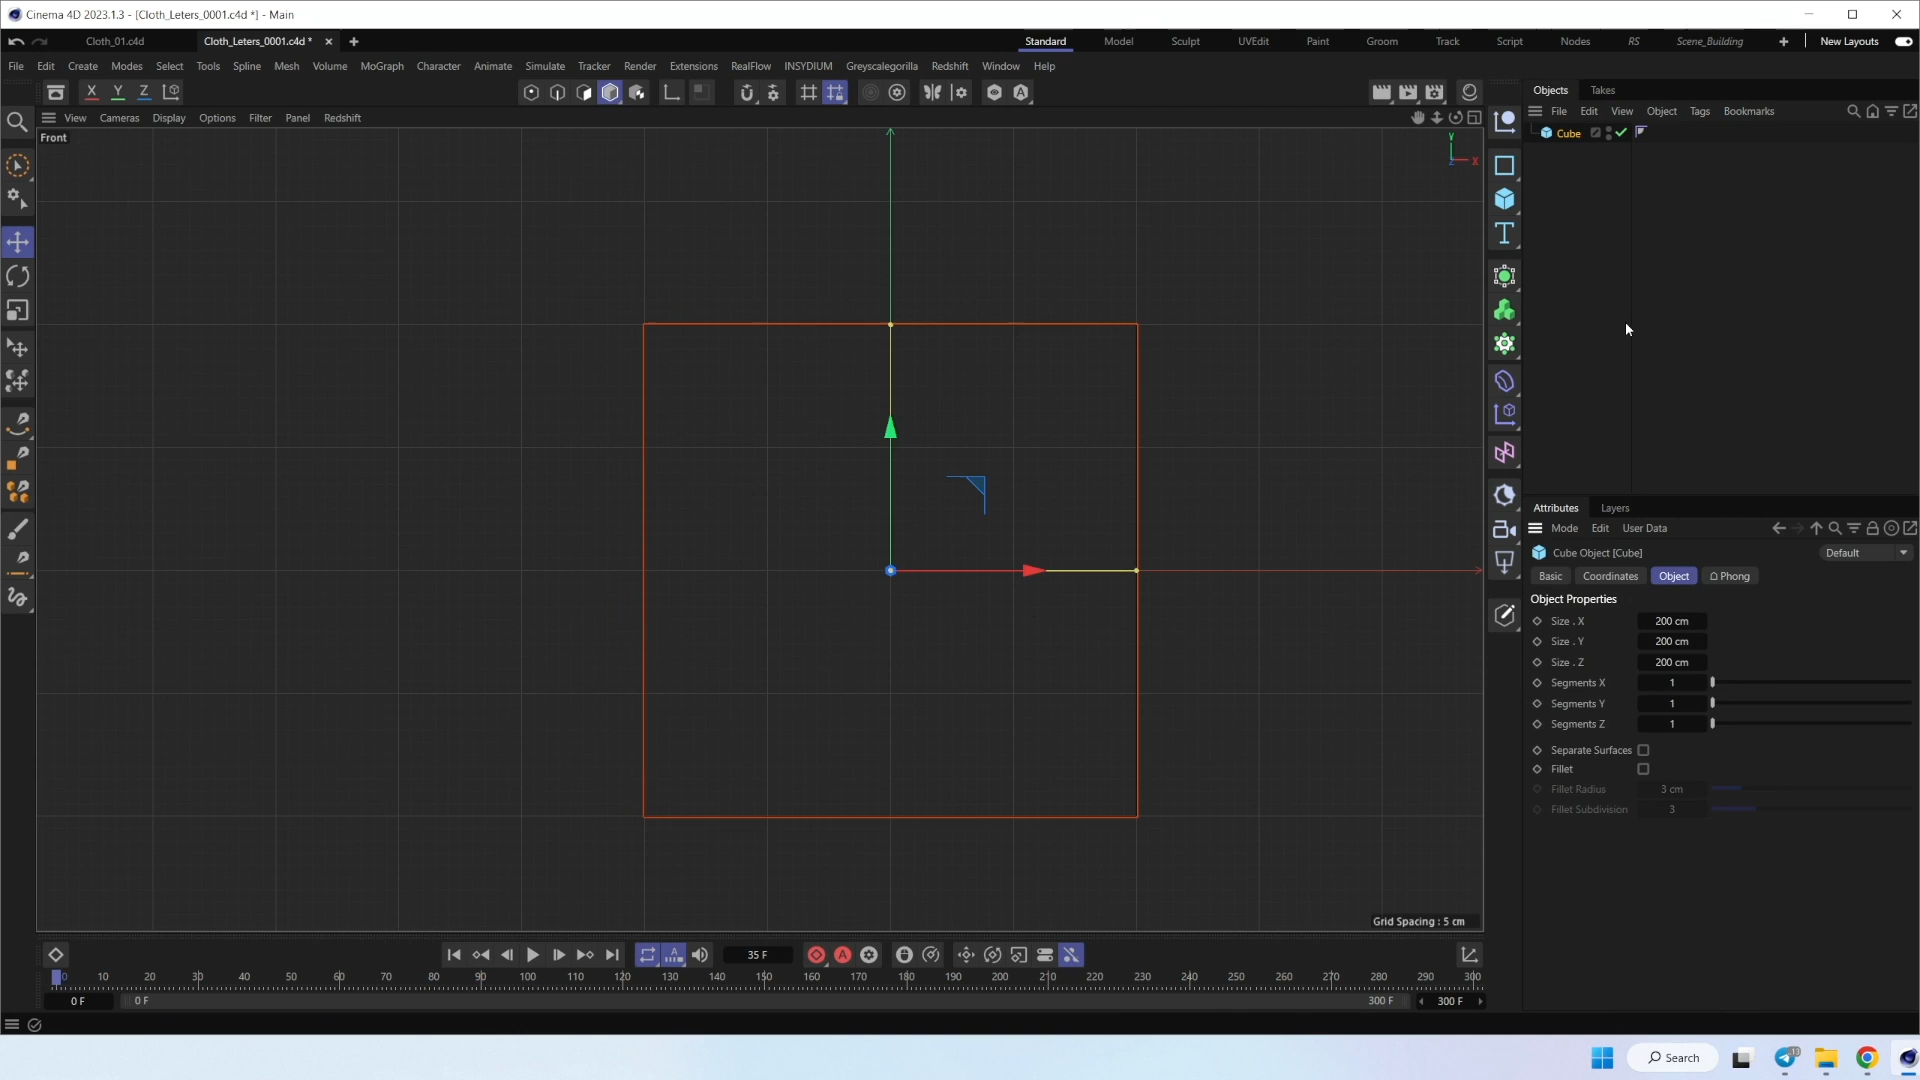 Cinema 4D 2023.1.3 - [Cloth_Leters_0001.c4d *] - Main
Cloth_01.c4d
Cloth_Leters_0001.c4d *
Standard Model Sculpt UVEdit Paint Groom Track Script Nodes RS Scene_Building New Layouts
File Edit Create Modes Select Tools Spline Mesh Volume MoGraph Character Animate Simulate Tracker Render Extensions RealFlow INSYDIUM Greyscalegorilla Redshift Window Help
X Y Z
View Cameras Display Options Filter Panel Redshift
Front
Y
X
Z
Grid Spacing : 5 cm
Objects Takes
File Edit View Object Tags Bookmarks
Cube
Attributes Layers
Mode Edit User Data
Cube Object [Cube]
Default
Basic Coordinates Object Phong
Object Properties
Size . X 200 cm
Size . Y 200 cm
Size . Z 200 cm
Segments X 1
Segments Y 1
Segments Z 1
Separate Surfaces
Fillet
Fillet Radius 3 cm
Fillet Subdivision 3
35 F
0 10 20 30 40 50 60 70 80 90 100 110 120 130 140 150 160 170 180 190 200 210 220 230 240 250 260 270 280 290 300
0 F 0 F 300 F 300 F
Search
13